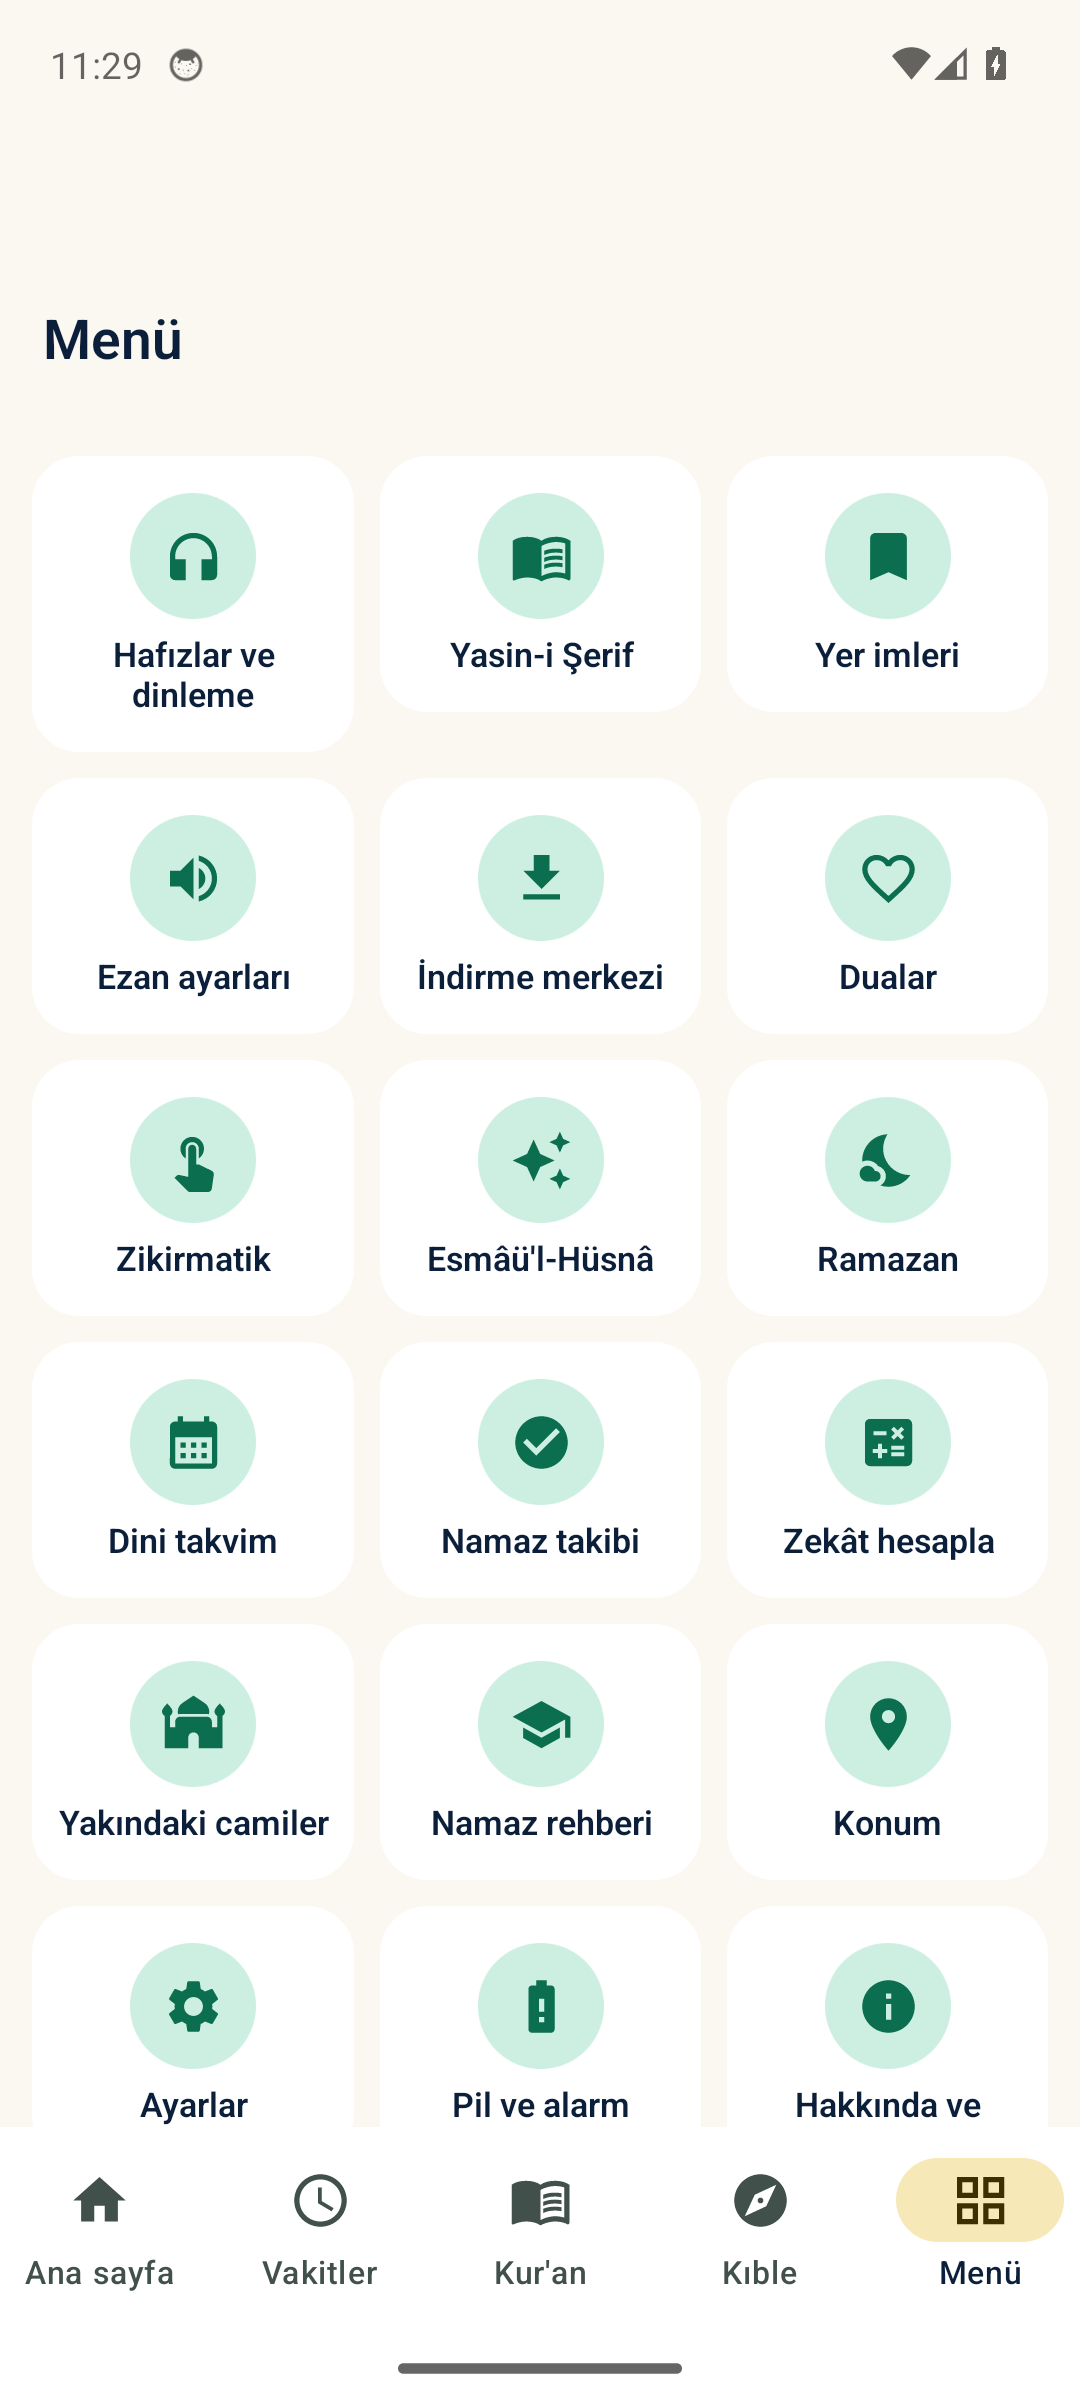 11:29
Menü
Hafızlar ve
dinleme
Yasin-i Şerif
Yer imleri
Ezan ayarları
İndirme merkezi
Dualar
Zikirmatik
Esmâü'l-Hüsnâ
Ramazan
Dini takvim
Namaz takibi
Zekât hesapla
Yakındaki camiler
Namaz rehberi
Konum
Ayarlar
Pil ve alarm
Hakkında ve
Ana sayfa
Vakitler
Kur'an
Kıble
Menü